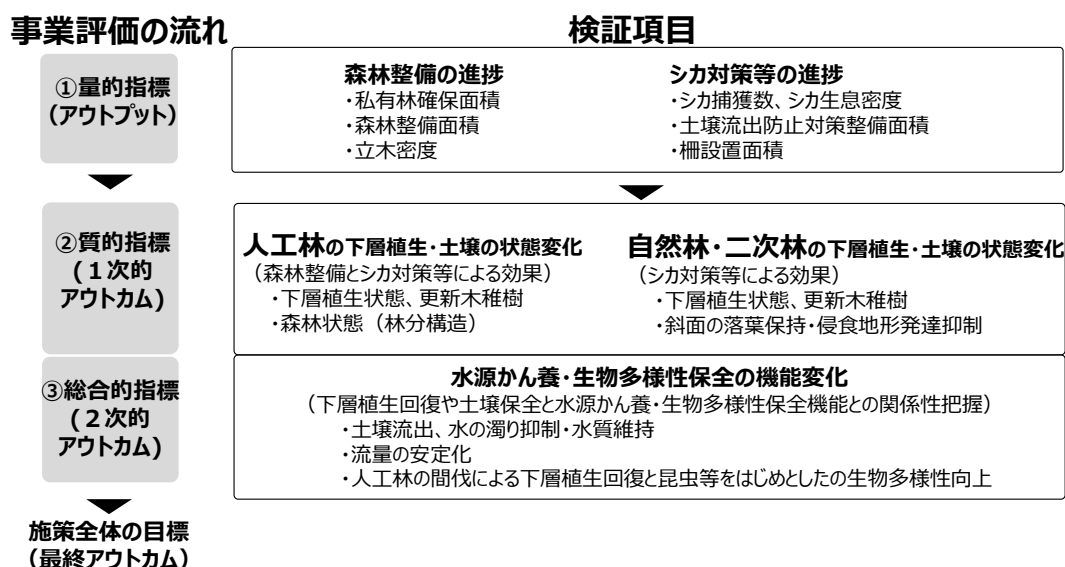 事業評価の流れ
検証項目
①量的指標
(アウトプット)
森林整備の進捗
・私有林確保面積
・森林整備面積
・立木密度
シカ対策等の進捗
・シカ捕獲数、シカ生息密度
・土壌流出防止対策整備面積
・柵設置面積
②質的指標
(１次的
アウトカム)
人工林の下層植生・土壌の状態変化
（森林整備とシカ対策等による効果）
・下層植生状態、更新木稚樹
・森林状態（林分構造）
自然林・二次林の下層植生・土壌の状態変化
（シカ対策等による効果）
・下層植生状態、更新木稚樹
・斜面の落葉保持・侵食地形発達抑制
③総合的指標
(２次的
アウトカム)
水源かん養・生物多様性保全の機能変化
（下層植生回復や土壌保全と水源かん養・生物多様性保全機能との関係性把握）
・土壌流出、水の濁り抑制・水質維持
・流量の安定化
・人工林の間伐による下層植生回復と昆虫等をはじめとしたの生物多様性向上
施策全体の目標
（最終アウトカム）